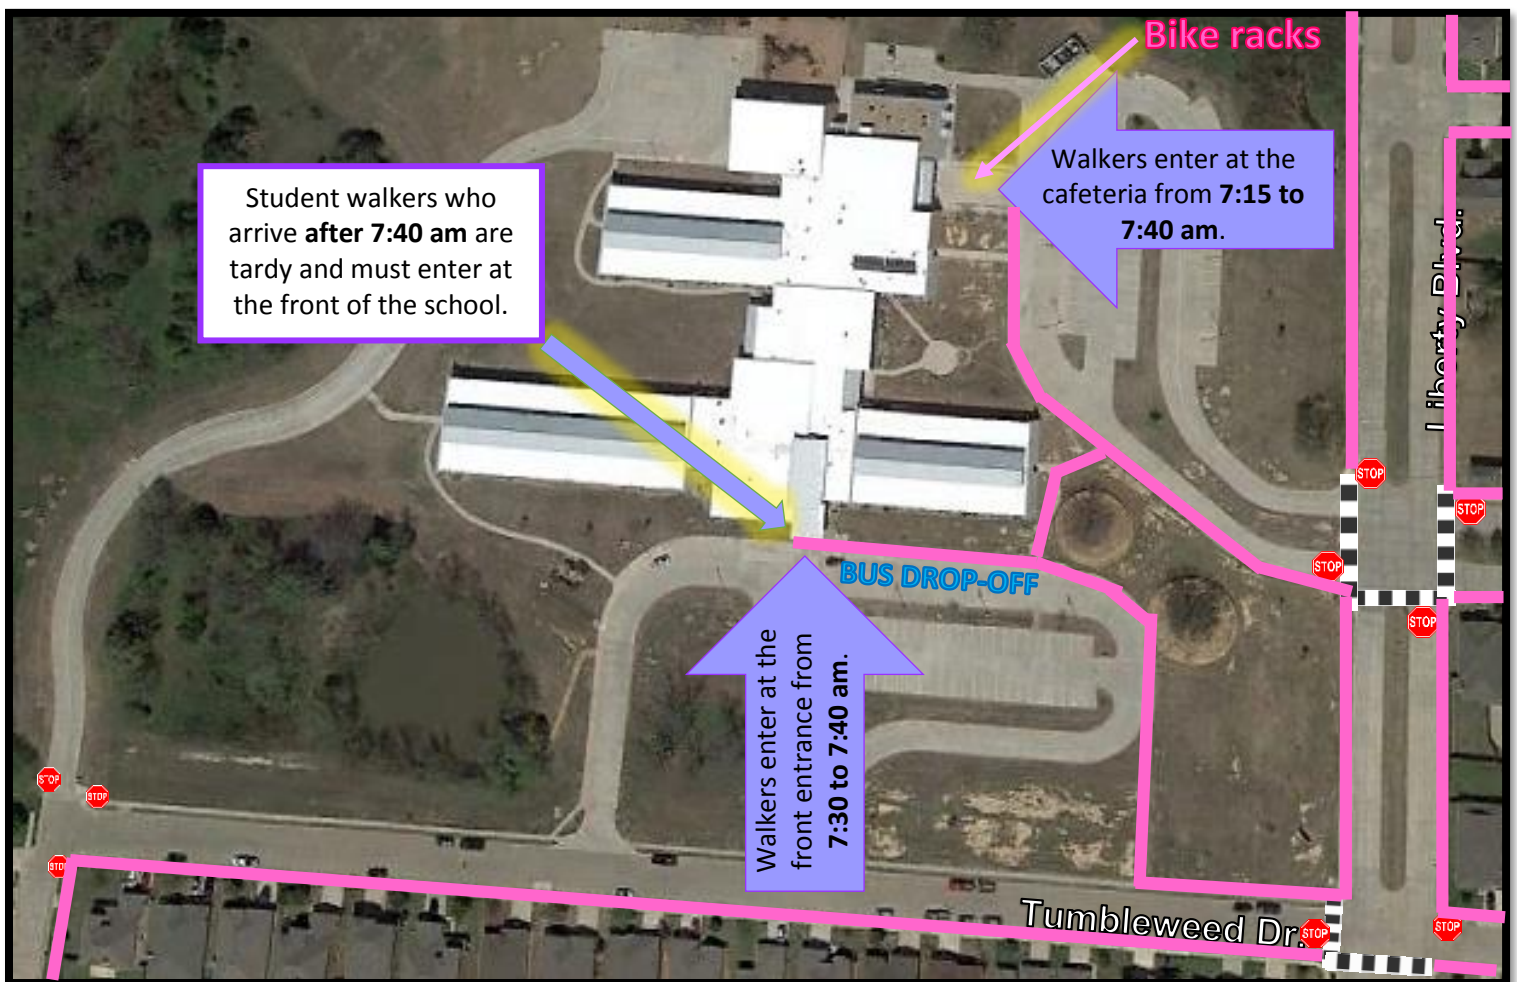 Bike racks
Walkers enter at the
cafeteria from 7:15 to
7:40 am.
Student walkers who
arrive after 7:40 am are
tardy and must enter at
the front of the school.
Liberty Blvd.
STOP
STOP
STOP
BUS DROP-OFF
STOP
Walkers enter at the
front entrance from
7:30 to 7:40 am.
STOP
STOP
STOP
Tumbleweed Dr.
STOP
STOP